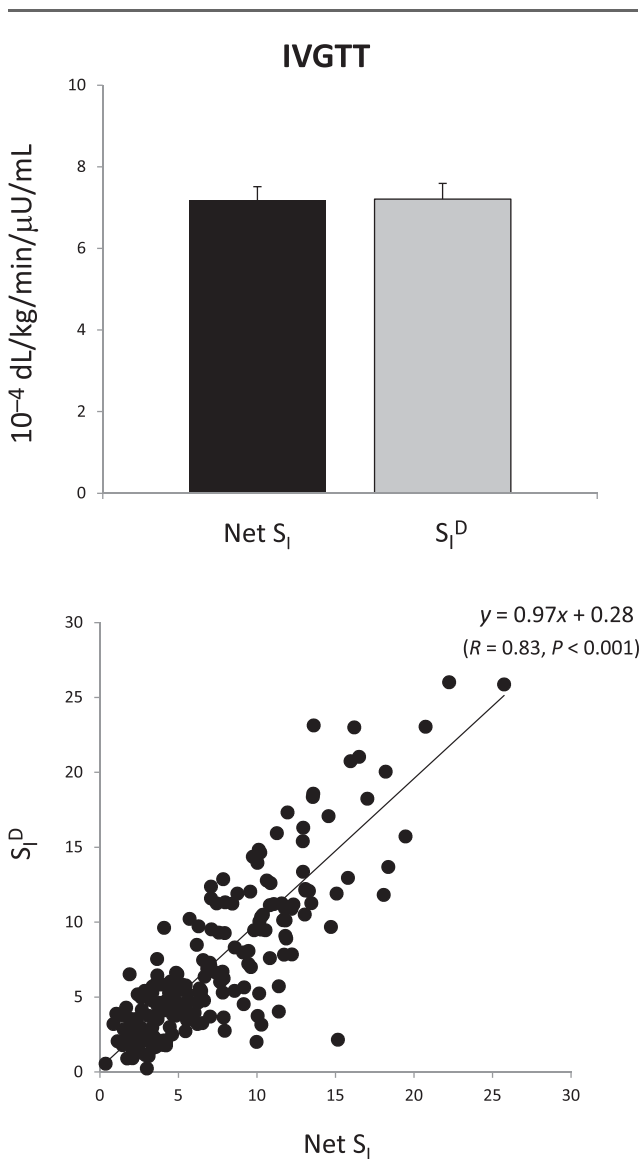 IVGTT
10⁻⁴ dL/kg/min/μU/mL
10
8
6
4
2
0
Net S_I
S_I^D
y = 0.97x + 0.28
(R = 0.83, P < 0.001)
S_I^D
30
25
20
15
10
5
0
0 5 10 15 20 25 30
Net S_I